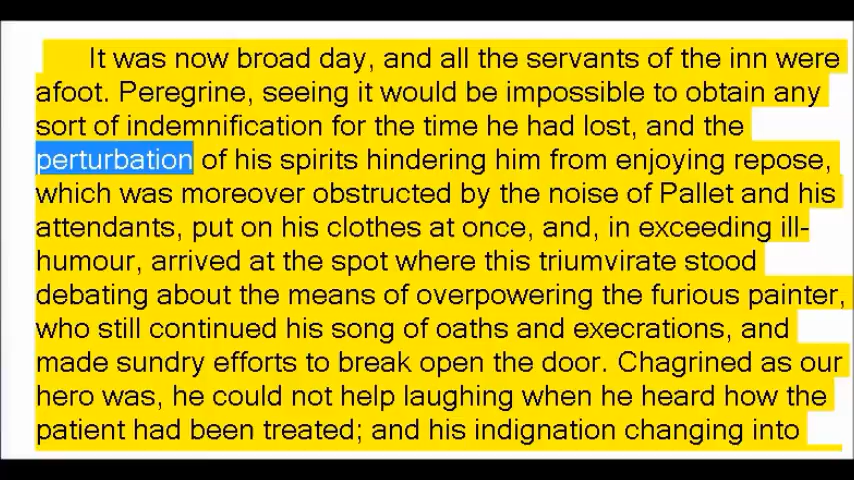 It was now broad day, and all the servants of the inn were
afoot. Peregrine, seeing it would be impossible to obtain any
sort of indemnification for the time he had lost, and the
perturbation of his spirits hindering him from enjoying repose,
which was moreover obstructed by the noise of Pallet and his
attendants, put on his clothes at once, and, in exceeding ill-
humour, arrived at the spot where this triumvirate stood
debating about the means of overpowering the furious painter,
who still continued his song of oaths and execrations, and
made sundry efforts to break open the door. Chagrined as our
hero was, he could not help laughing when he heard how the
patient had been treated; and his indignation changing into